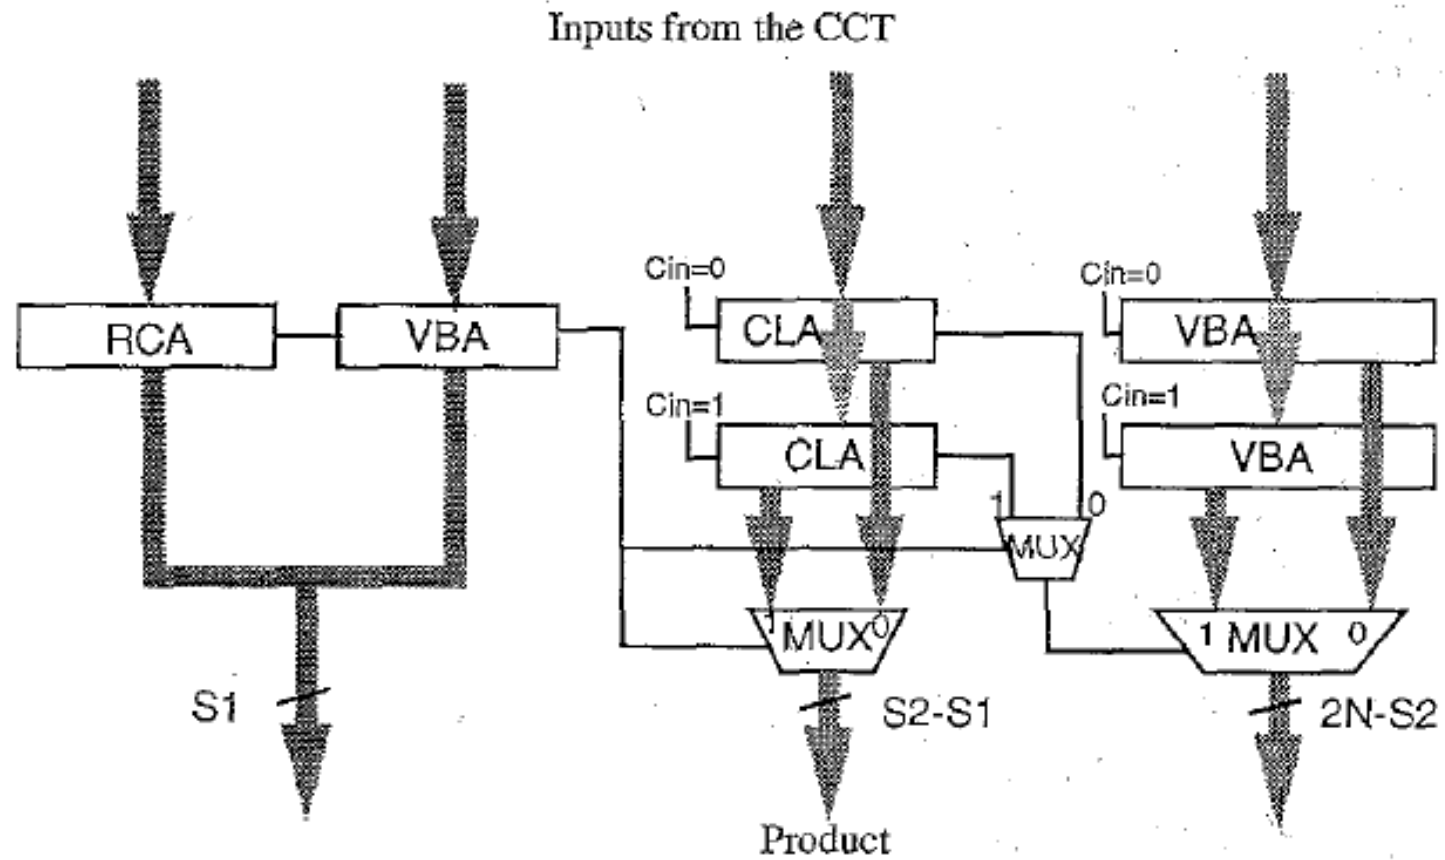 Inputs from the CCT
Cin=0
Cin=0
RCA
VBA
CLA
VBA
Cin=1
Cin=1
CLA
VBA
1
0
MUX
1
MUX
0
1
MUX
0
S1
S2-S1
2N-S2
Product